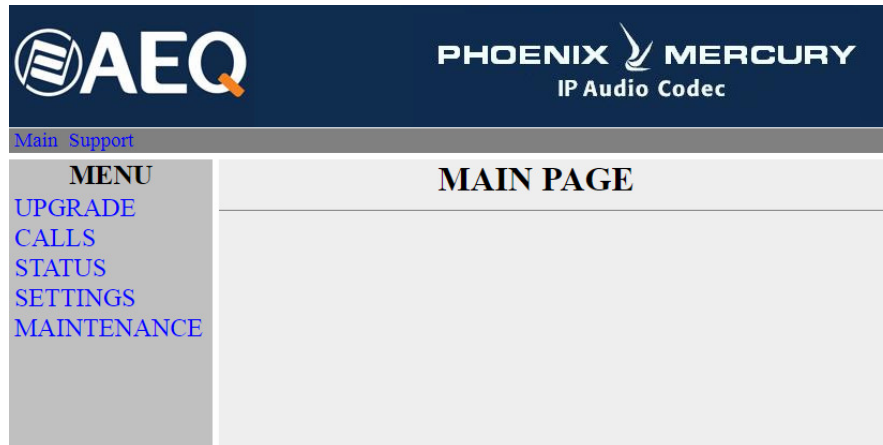 AEQ
PHOENIX MERCURY
IP Audio Codec
Main Support
MENU
UPGRADE
CALLS
STATUS
SETTINGS
MAINTENANCE
MAIN PAGE